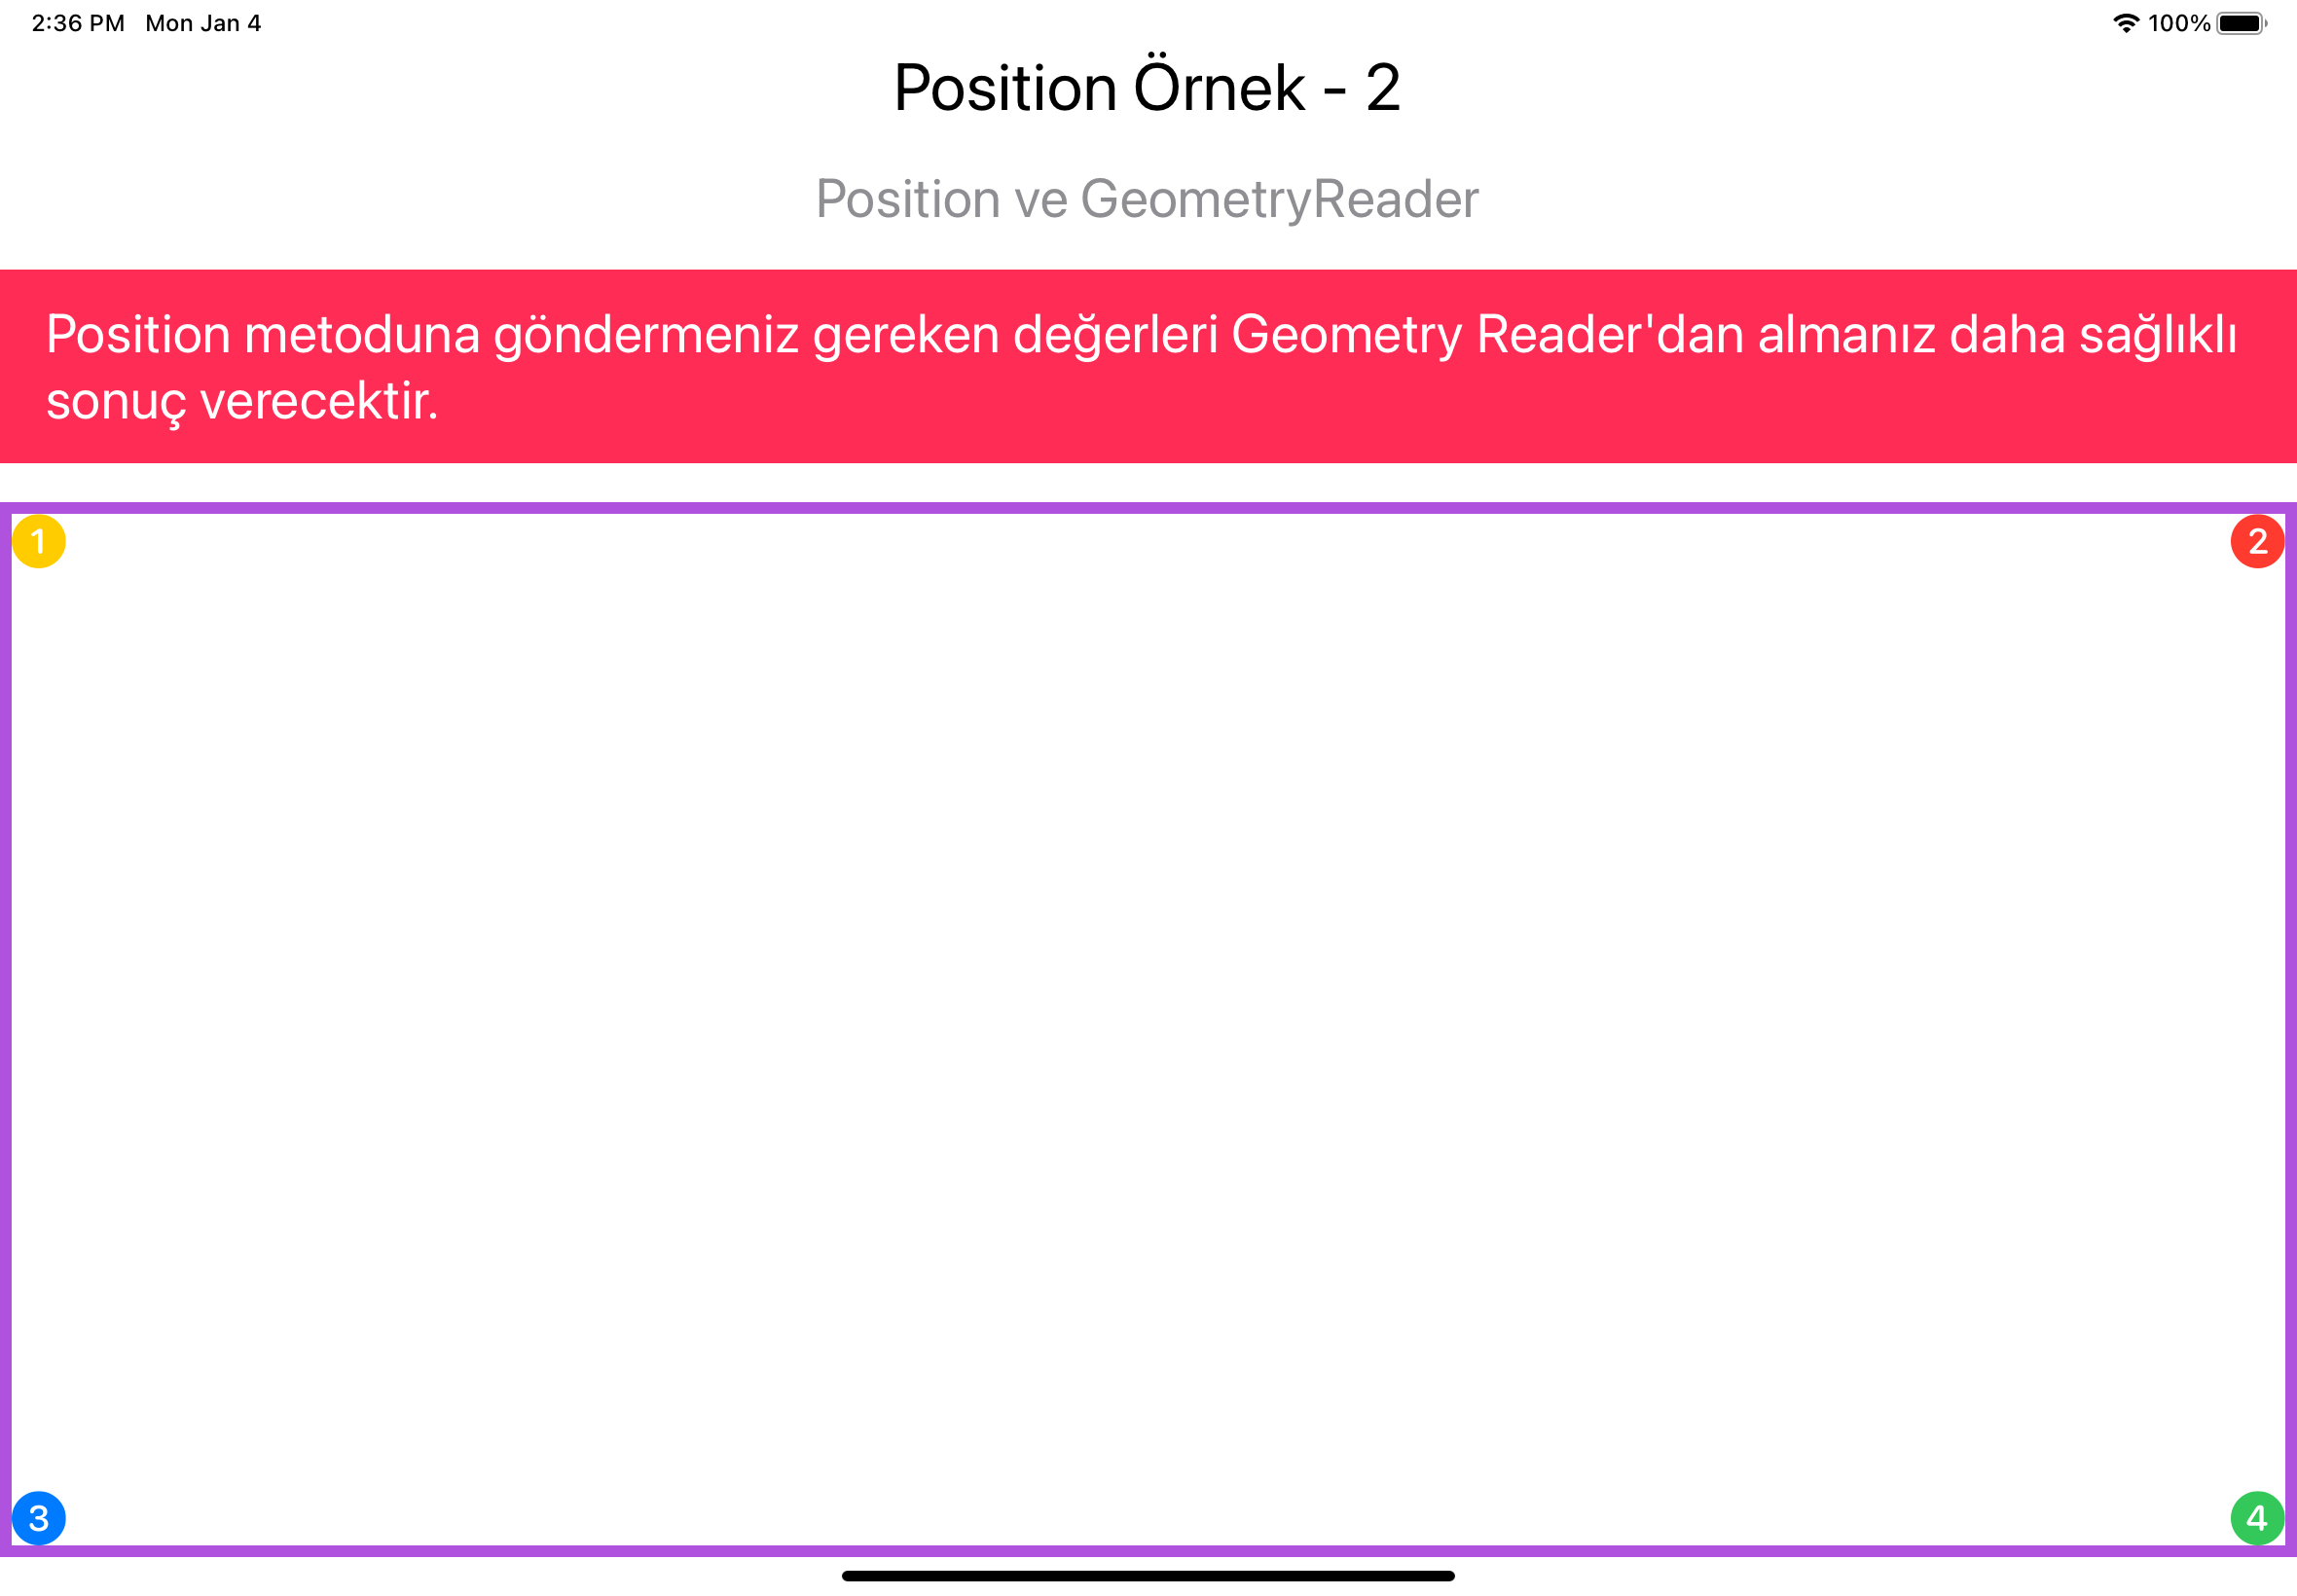 2:36 PM Mon Jan 4 100%
Position Örnek - 2
Position ve GeometryReader
Position metoduna göndermeniz gereken değerleri Geometry Reader'dan almanız daha sağlıklı
sonuç verecektir.
1 2
3 4